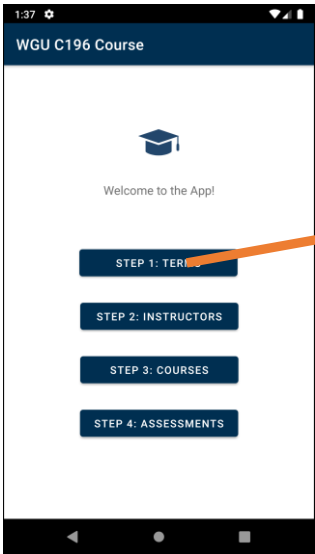 1:37
WGU C196 Course
Welcome to the App!
STEP 1: TERMS
STEP 2: INSTRUCTORS
STEP 3: COURSES
STEP 4: ASSESSMENTS